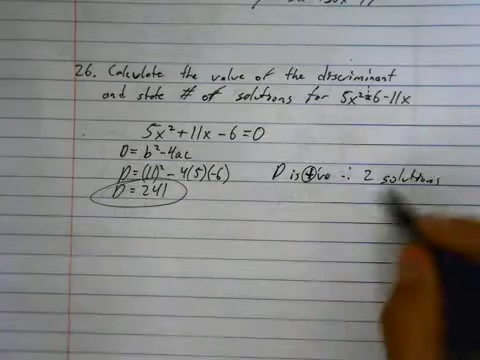 26. Calculate the value of the discriminant
and state # of solutions for 5x²=6-11x
5x²+11x-6=0
D=b²-4ac
D=(11)²-4(5)(-6)
D is ⊕'ve ∴ 2 solutions
D=241